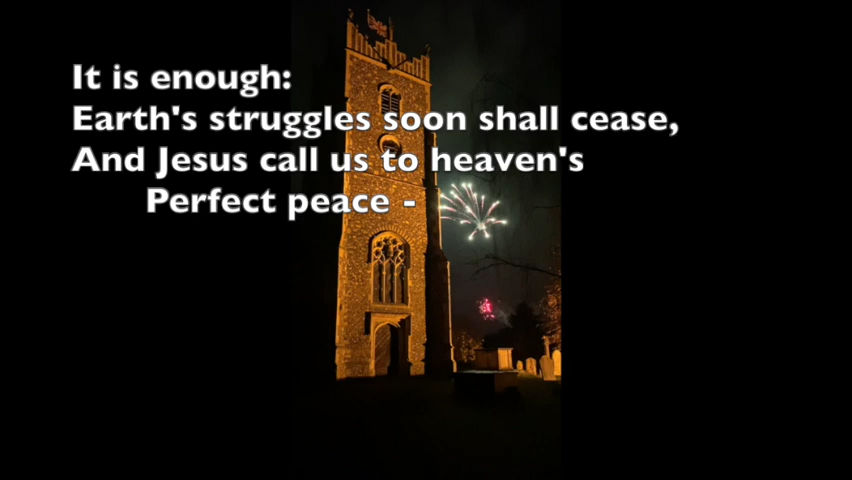 It is enough:
Earth's struggles soon shall cease,
And Jesus call us to heaven's
Perfect peace -